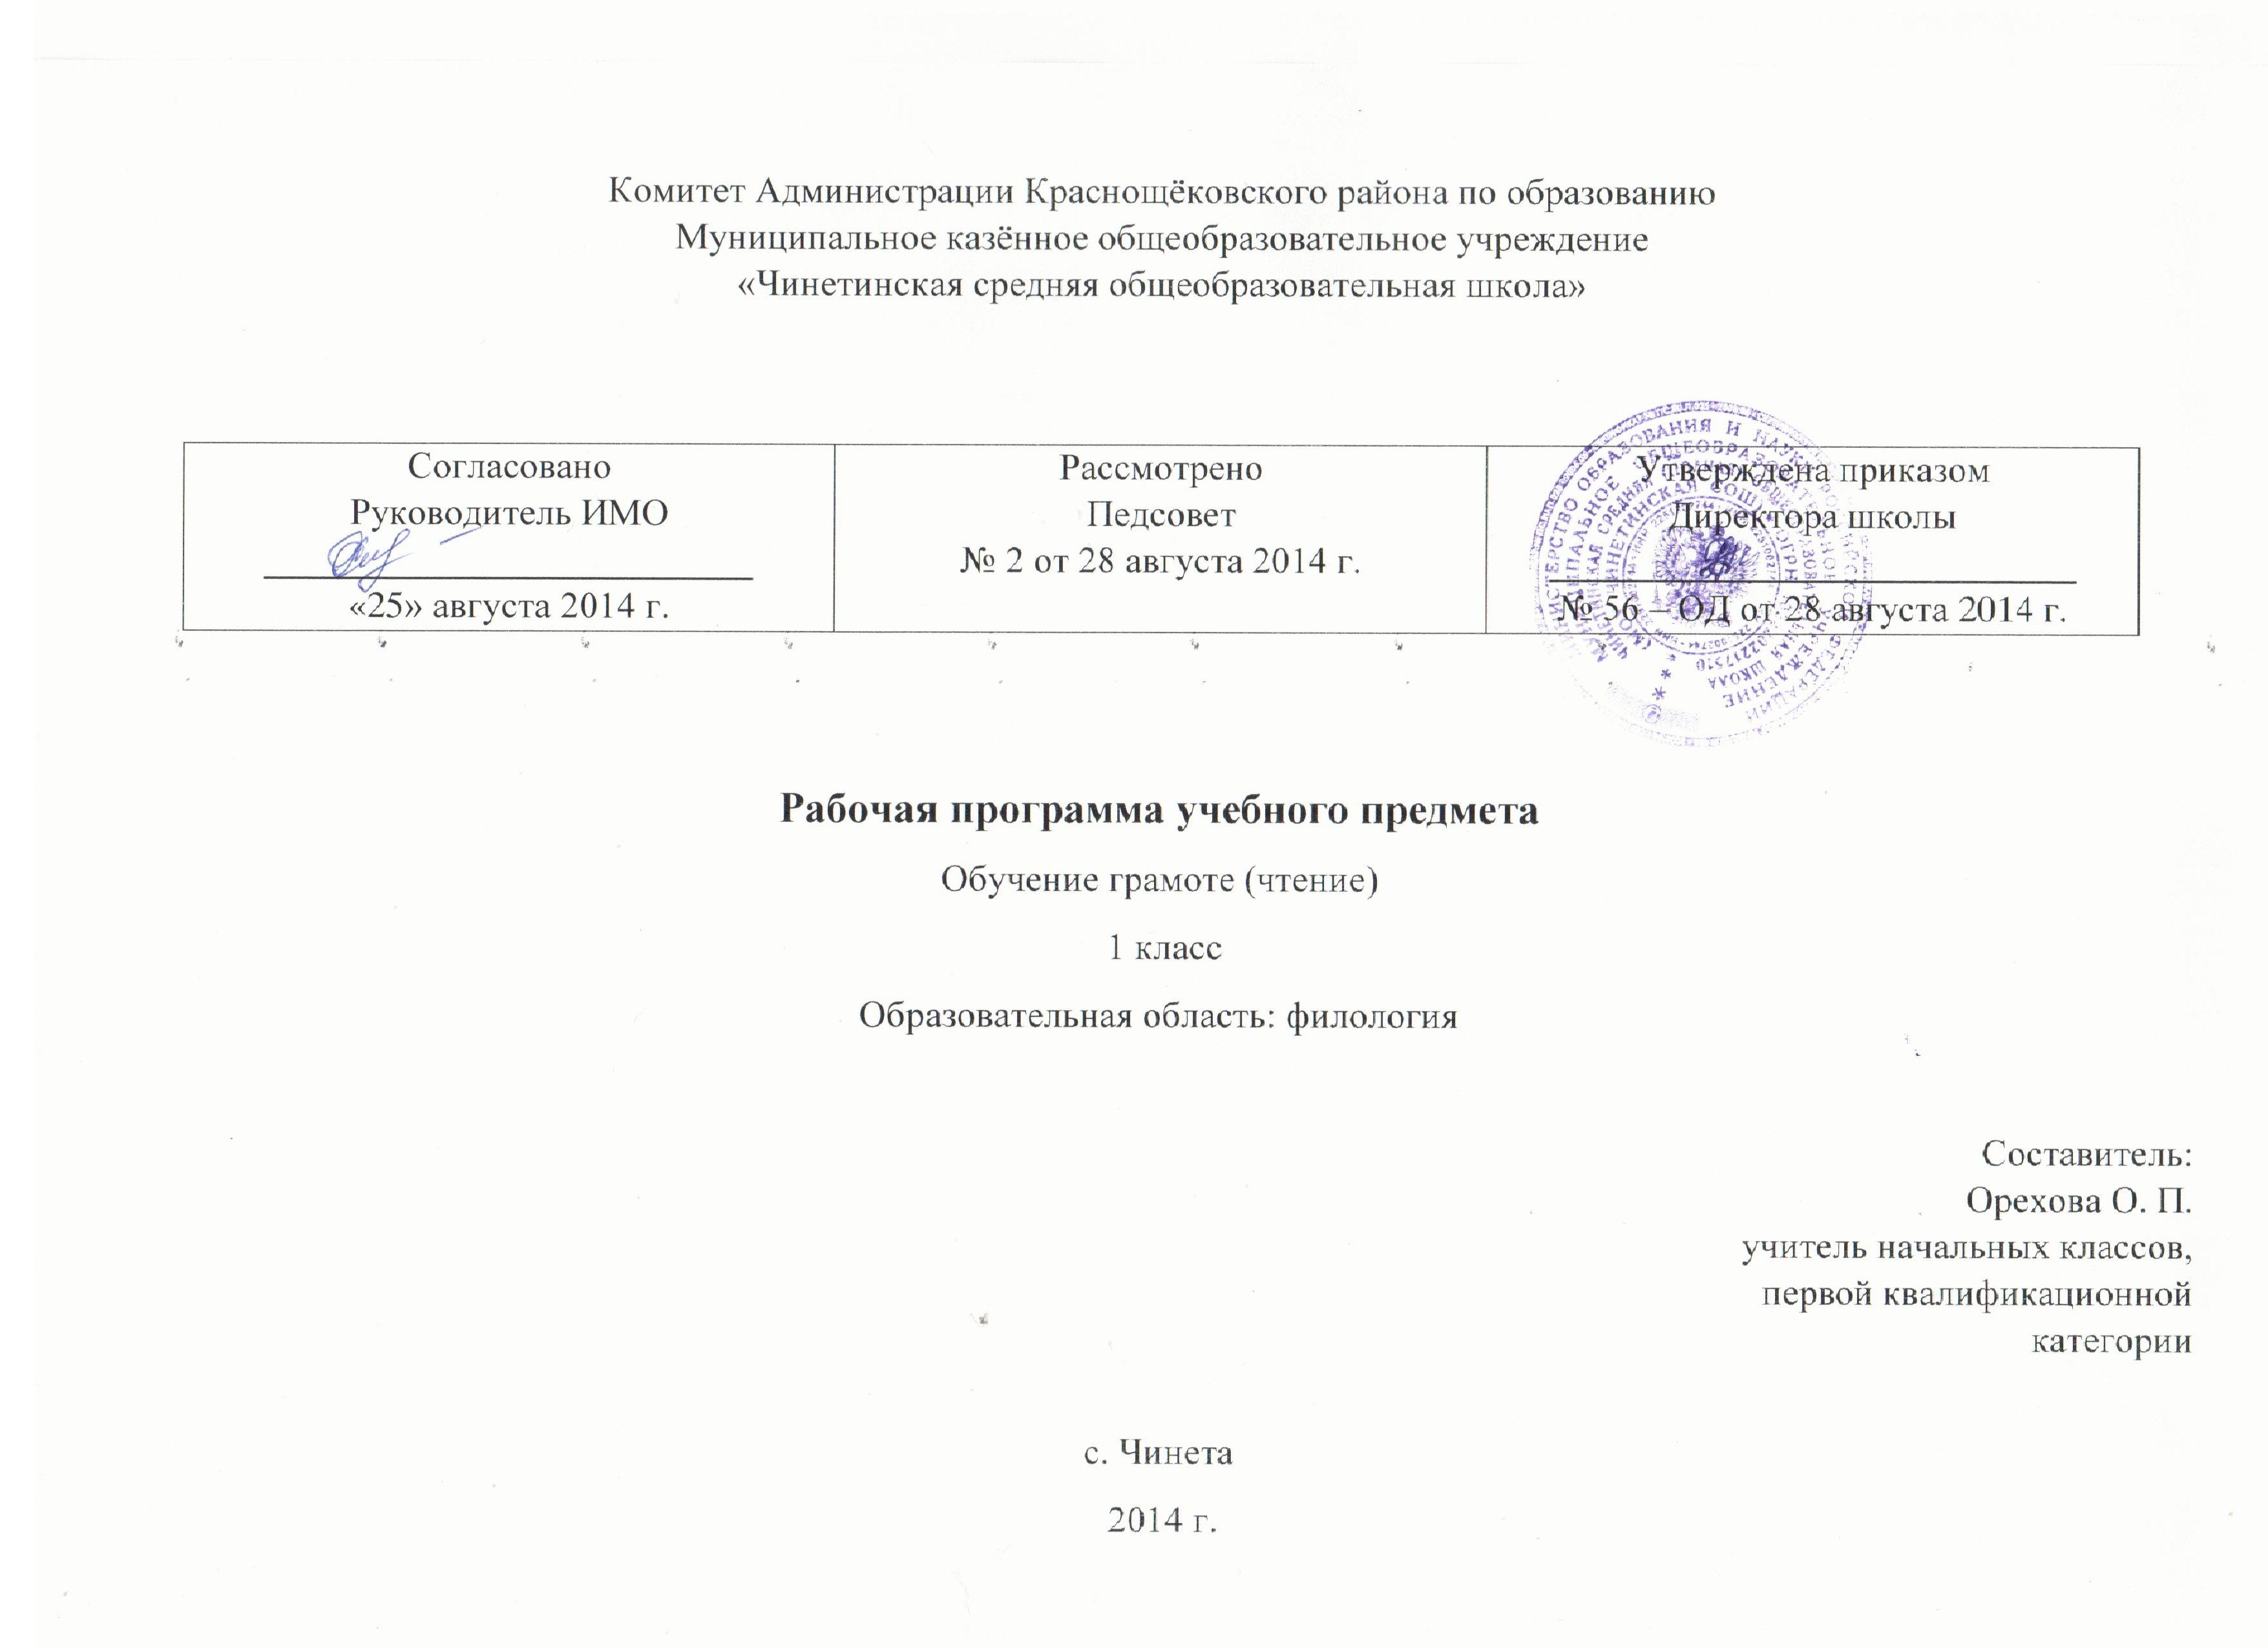 Комитет Администрации Краснощёковского района по образованию
Муниципальное казённое общеобразовательное учреждение
«Чинетинская средняя общеобразовательная школа»
Согласовано
Руководитель ИМО
«25» августа 2014 г.
Рассмотрено
Педсовет
№ 2 от 28 августа 2014 г.
Утверждена приказом
Директора школы
№ 56 – ОД от 28 августа 2014 г.
Рабочая программа учебного предмета
Обучение грамоте (чтение)
1 класс
Образовательная область: филология
Составитель:
Орехова О. П.
учитель начальных классов,
первой квалификационной
категории
с. Чинета
2014 г.